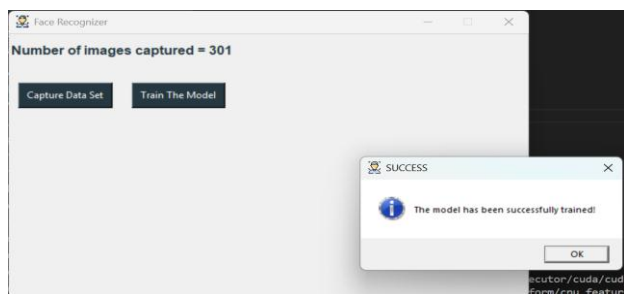 Face Recognizer
Number of images captured = 301
Capture Data Set
Train The Model
SUCCESS
The model has been successfully trained!
OK
ecutor/cuda/cud
form/cpu_featur